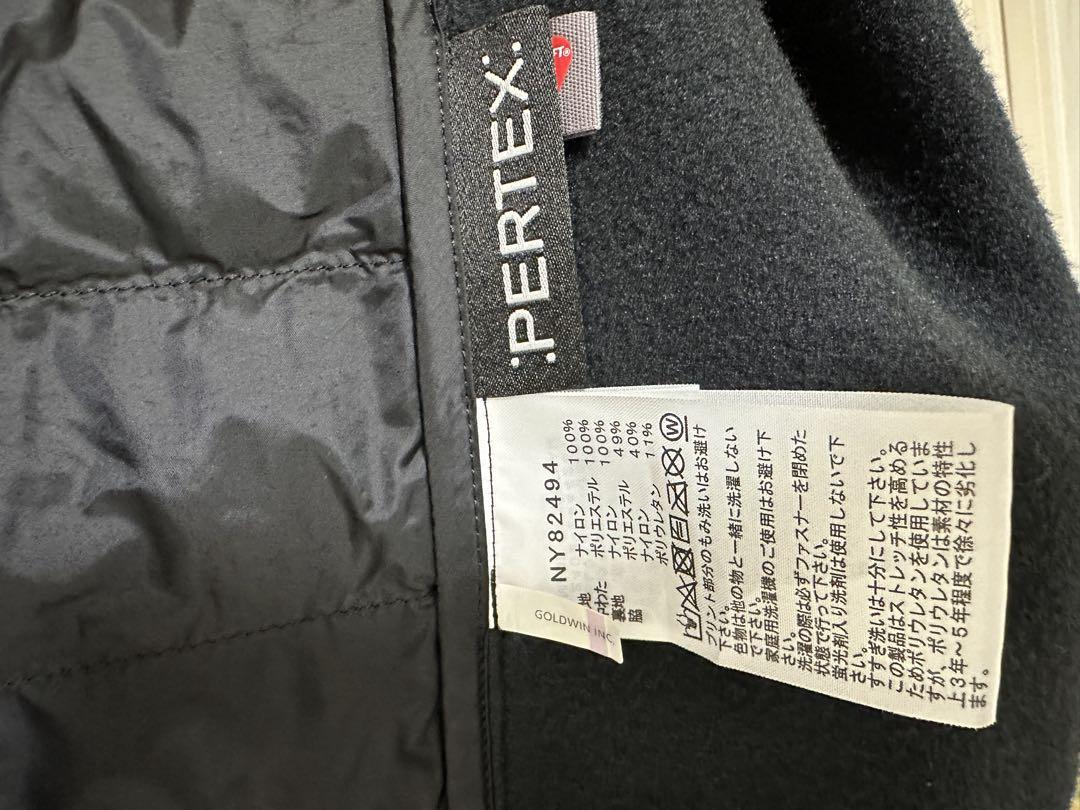 PERTEX
FT®
NY82494
地 ナイロン 100%
中わた ポリエステル 100%
裏地 ナイロン 100%
脇 ポリエステル 49%
ナイロン 40%
ポリウレタン 11%
W
プリント部分のもみ洗いはお避け
下さい。
色物は他の物と一緒に洗濯しない
で下さい。
家庭用洗濯機のご使用はお避け下
さい。
洗濯の際は必ずファスナーを閉めた
状態で行って下さい。
蛍光剤入り洗剤は使用しないで下
さい。
すすぎ洗いは十分にして下さい。
この製品はストレッチ性を高める
ためポリウレタンを使用していま
すが、ポリウレタンは素材の特性
上3年～5年程度で徐々に劣化し
ます。
GOLDWIN INC